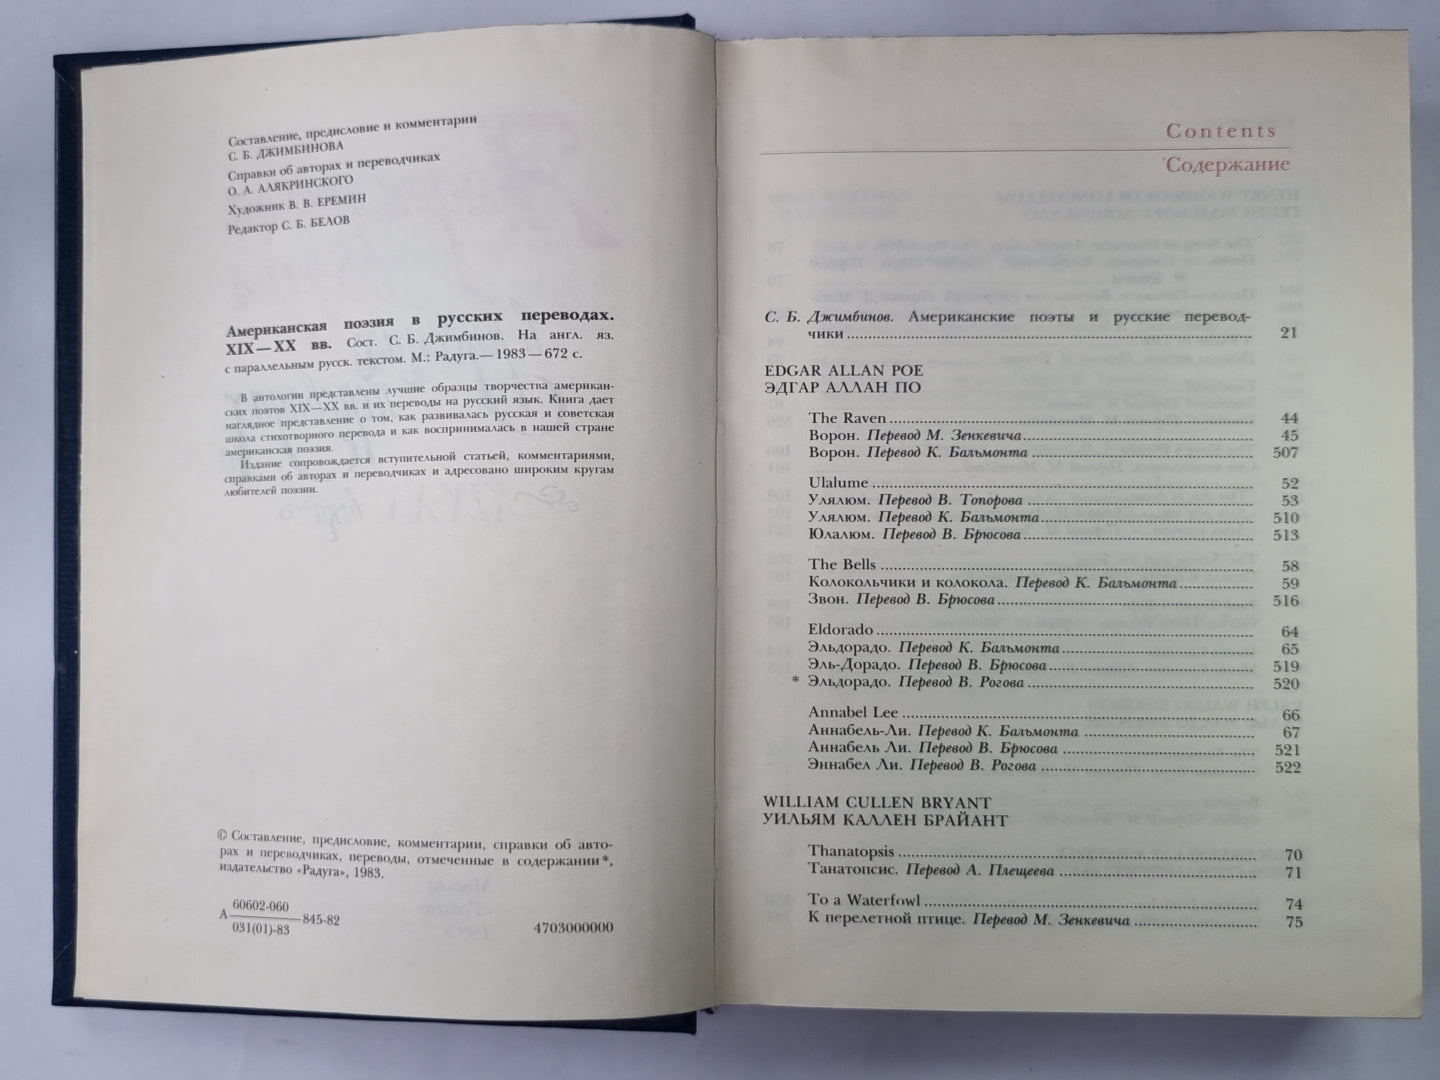 Составление, предисловие и комментарии
С. Б. ДЖИМБИНОВА
Справки об авторах и переводчиках
О. А. АЛЯКРИНСКОГО
Художник В. В. ЕРЕМИН
Редактор С. Б. БЕЛОВ
Американская поэзия в русских переводах.
XIX—XX вв. Сост. С. Б. Джимбинов. На англ. яз.
с параллельным русск. текстом. М.: Радуга.— 1983 — 672 с.
В антологии представлены лучшие образцы творчества американ-
ских поэтов XIX—XX вв. и их переводы на русский язык. Книга дает
наглядное представление о том, как развивалась русская и советская
школа стихотворного перевода и как воспринималась в нашей стране
американская поэзия.
Издание сопровождается вступительной статьей, комментариями,
справками об авторах и переводчиках и адресовано широким кругам
любителей поэзии.
© Составление, предисловие, комментарии, справки об авто-
рах и переводчиках, переводы, отмеченные в содержании *,
издательство «Радуга», 1983.
А 60602-060
031(01)-83 845-82 4703000000
Contents
Содержание
С. Б. Джимбинов. Американские поэты и русские перевод-
чики 21
EDGAR ALLAN POE
ЭДГАР АЛЛАН ПО
The Raven 44
Ворон. Перевод М. Зенкевича 45
Ворон. Перевод К. Бальмонта 507
Ulalume 52
Улялюм. Перевод В. Топорова 53
Улялюм. Перевод К. Бальмонта 510
Юлалюм. Перевод В. Брюсова 513
The Bells 58
Колокольчики и колокола. Перевод К. Бальмонта 59
Звон. Перевод В. Брюсова 516
Eldorado 64
Эльдорадо. Перевод К. Бальмонта 65
Эль-Дорадо. Перевод В. Брюсова 519
* Эльдорадо. Перевод В. Рогова 520
Annabel Lee 66
Аннабель-Ли. Перевод К. Бальмонта 67
Аннабель Ли. Перевод В. Брюсова 521
Эннабел Ли. Перевод В. Рогова 522
WILLIAM CULLEN BRYANT
УИЛЬЯМ КАЛЛЕН БРАЙАНТ
Thanatopsis 70
Танатопсис. Перевод А. Плещеева 71
To a Waterfowl 74
К перелетной птице. Перевод М. Зенкевича 75